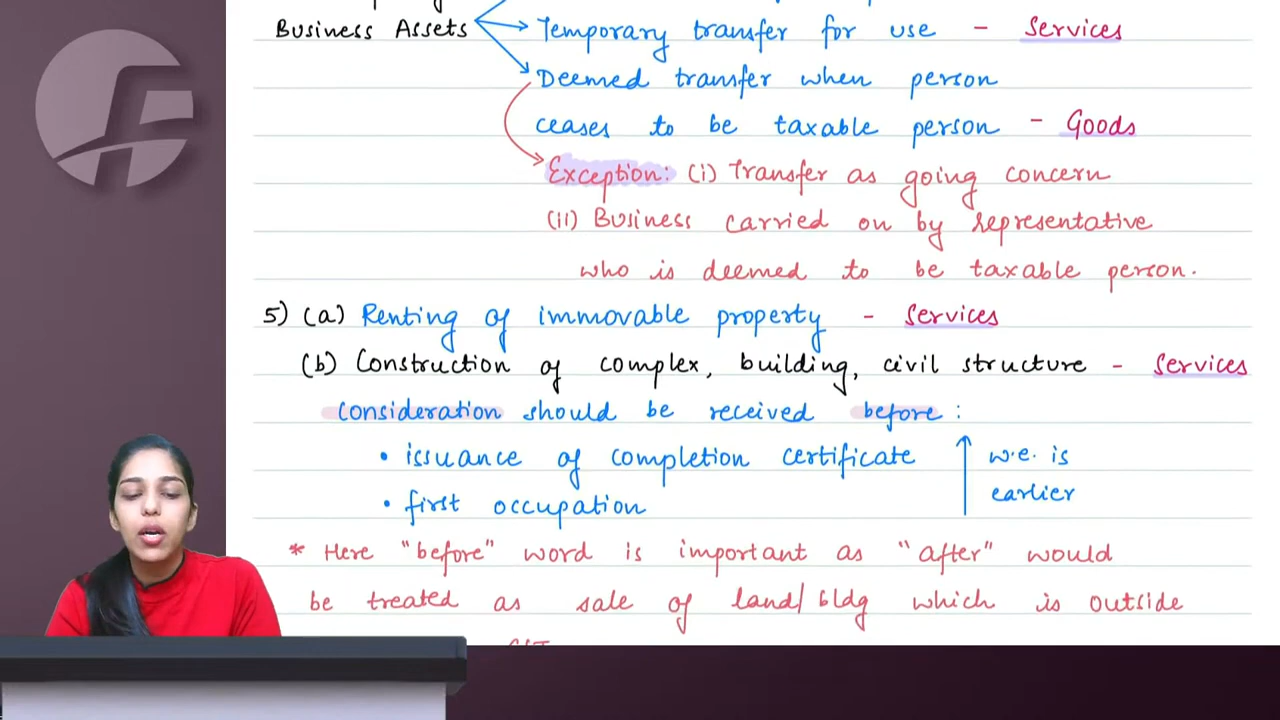 Business Assets
Temporary transfer for use - Services
Deemed transfer when person
ceases to be taxable person - Goods
Exception: (i) Transfer as going concern
(ii) Business carried on by representative
who is deemed to be taxable person.
5) (a) Renting of immovable property - Services
(b) Construction of complex, building, civil structure - Services
consideration should be received before :
• issuance of completion certificate
• first occupation
w.e. is
earlier
* Here "before" word is important as "after" would
be treated as sale of land/bldg which is outside